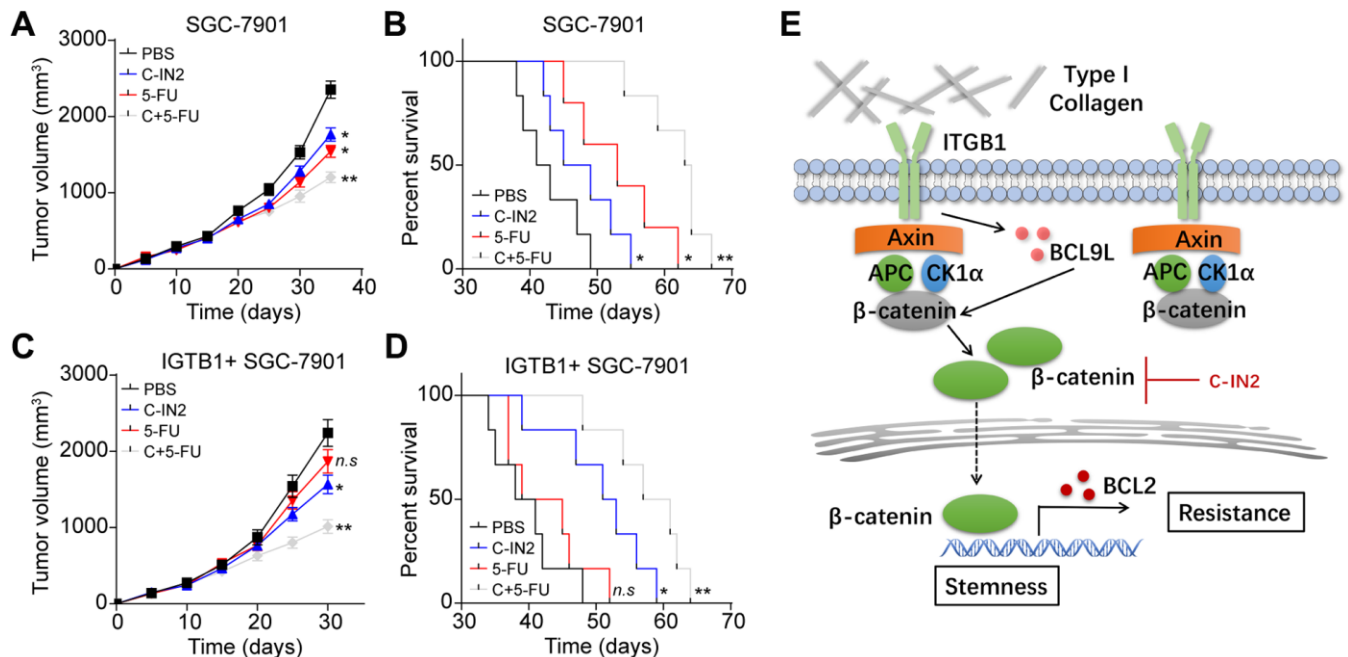 A
SGC-7901
Tumor volume (mm³)
3000
2000
1000
0
PBS
C-IN2
5-FU
C+5-FU
*
*
**
0 10 20 30 40
Time (days)
B
SGC-7901
Percent survival
100
50
0
PBS
C-IN2
5-FU
C+5-FU
* * **
30 40 50 60 70
Time (days)
C
IGTB1+ SGC-7901
Tumor volume (mm³)
3000
2000
1000
0
PBS
C-IN2
5-FU
C+5-FU
n.s
*
**
0 10 20 30
Time (days)
D
IGTB1+ SGC-7901
Percent survival
100
50
0
PBS
C-IN2
5-FU
C+5-FU
n.s * **
30 40 50 60 70
Time (days)
E
Type I
Collagen
ITGB1
Axin
APC CK1α
β-catenin
BCL9L
Axin
APC CK1α
β-catenin
β-catenin
C-IN2
β-catenin
BCL2
Resistance
Stemness